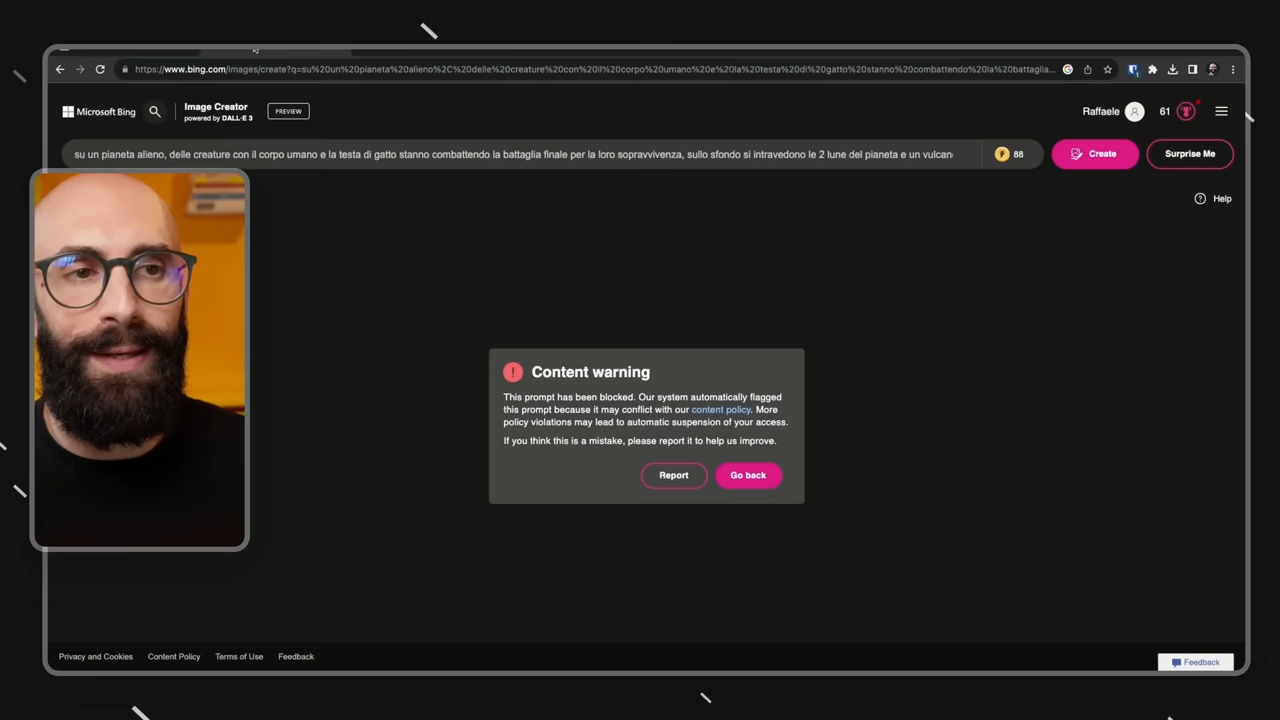 https://www.bing.com/images/create?q=su%20un%20pianeta%20alieno%2C%20delle%20creature%20con%20il%20corpo%20umano%20e%20la%20testa%20di%20gatto%20stanno%20combattendo%20la%20battaglia...
Microsoft Bing
Image Creator
powered by DALL·E 3
PREVIEW
Raffaele
61
su un pianeta alieno, delle creature con il corpo umano e la testa di gatto stanno combattendo la battaglia finale per la loro sopravvivenza, sullo sfondo si intravedono le 2 lune del pianeta e un vulcan
88
Create
Surprise Me
Help
Content warning
This prompt has been blocked. Our system automatically flagged
this prompt because it may conflict with our content policy. More
policy violations may lead to automatic suspension of your access.
If you think this is a mistake, please report it to help us improve.
Report
Go back
Privacy and Cookies
Content Policy
Terms of Use
Feedback
Feedback